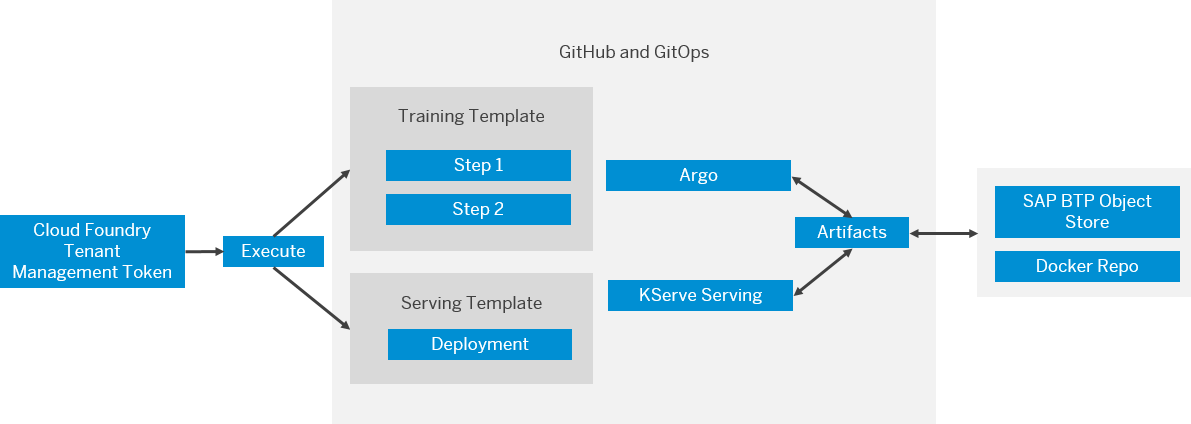 GitHub and GitOps
Training Template
Step 1
Step 2
Cloud Foundry
Tenant
Management Token
Execute
Serving Template
Deployment
Argo
Artifacts
KServe Serving
SAP BTP Object
Store
Docker Repo